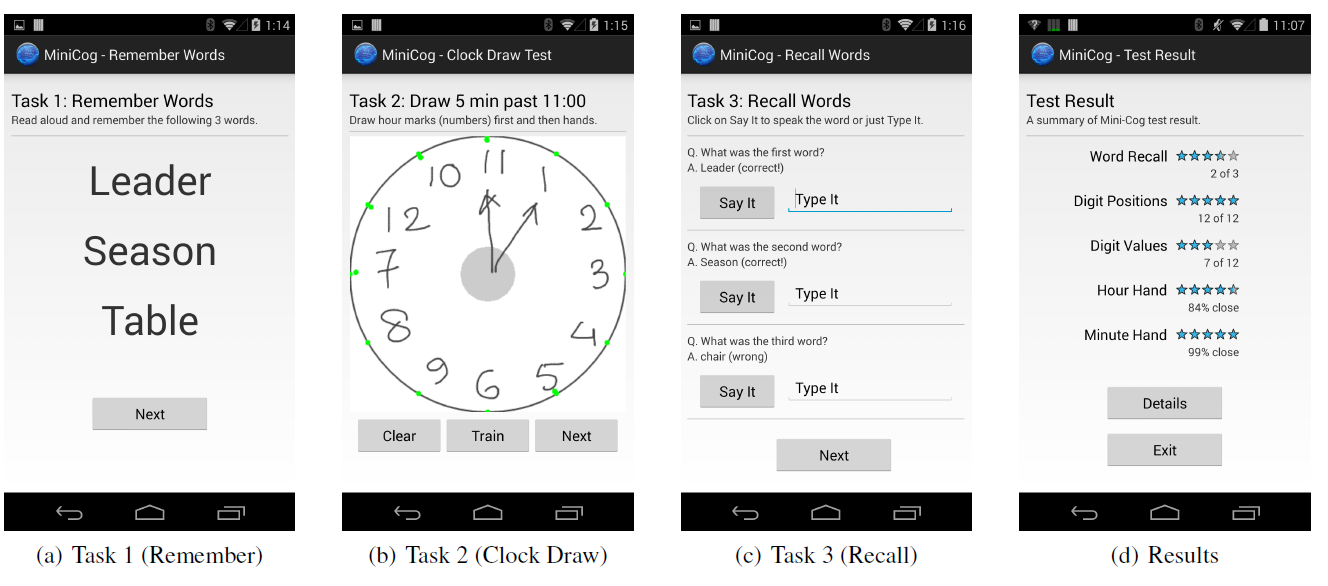 1:14
MiniCog - Remember Words
Task 1: Remember Words
Read aloud and remember the following 3 words.
Leader
Season
Table
Next
(a) Task 1 (Remember)
1:15
MiniCog - Clock Draw Test
Task 2: Draw 5 min past 11:00
Draw hour marks (numbers) first and then hands.
11
10 1
12 2
7 3
8 4
9 6 5
Clear Train Next
(b) Task 2 (Clock Draw)
1:16
MiniCog - Recall Words
Task 3: Recall Words
Click on Say It to speak the word or just Type It.
Q. What was the first word?
A. Leader (correct!)
Say It Type It
Q. What was the second word?
A. Season (correct!)
Say It Type It
Q. What was the third word?
A. chair (wrong)
Say It Type It
Next
(c) Task 3 (Recall)
11:07
MiniCog - Test Result
Test Result
A summary of Mini-Cog test result.
Word Recall
2 of 3
Digit Positions
12 of 12
Digit Values
7 of 12
Hour Hand
84% close
Minute Hand
99% close
Details
Exit
(d) Results